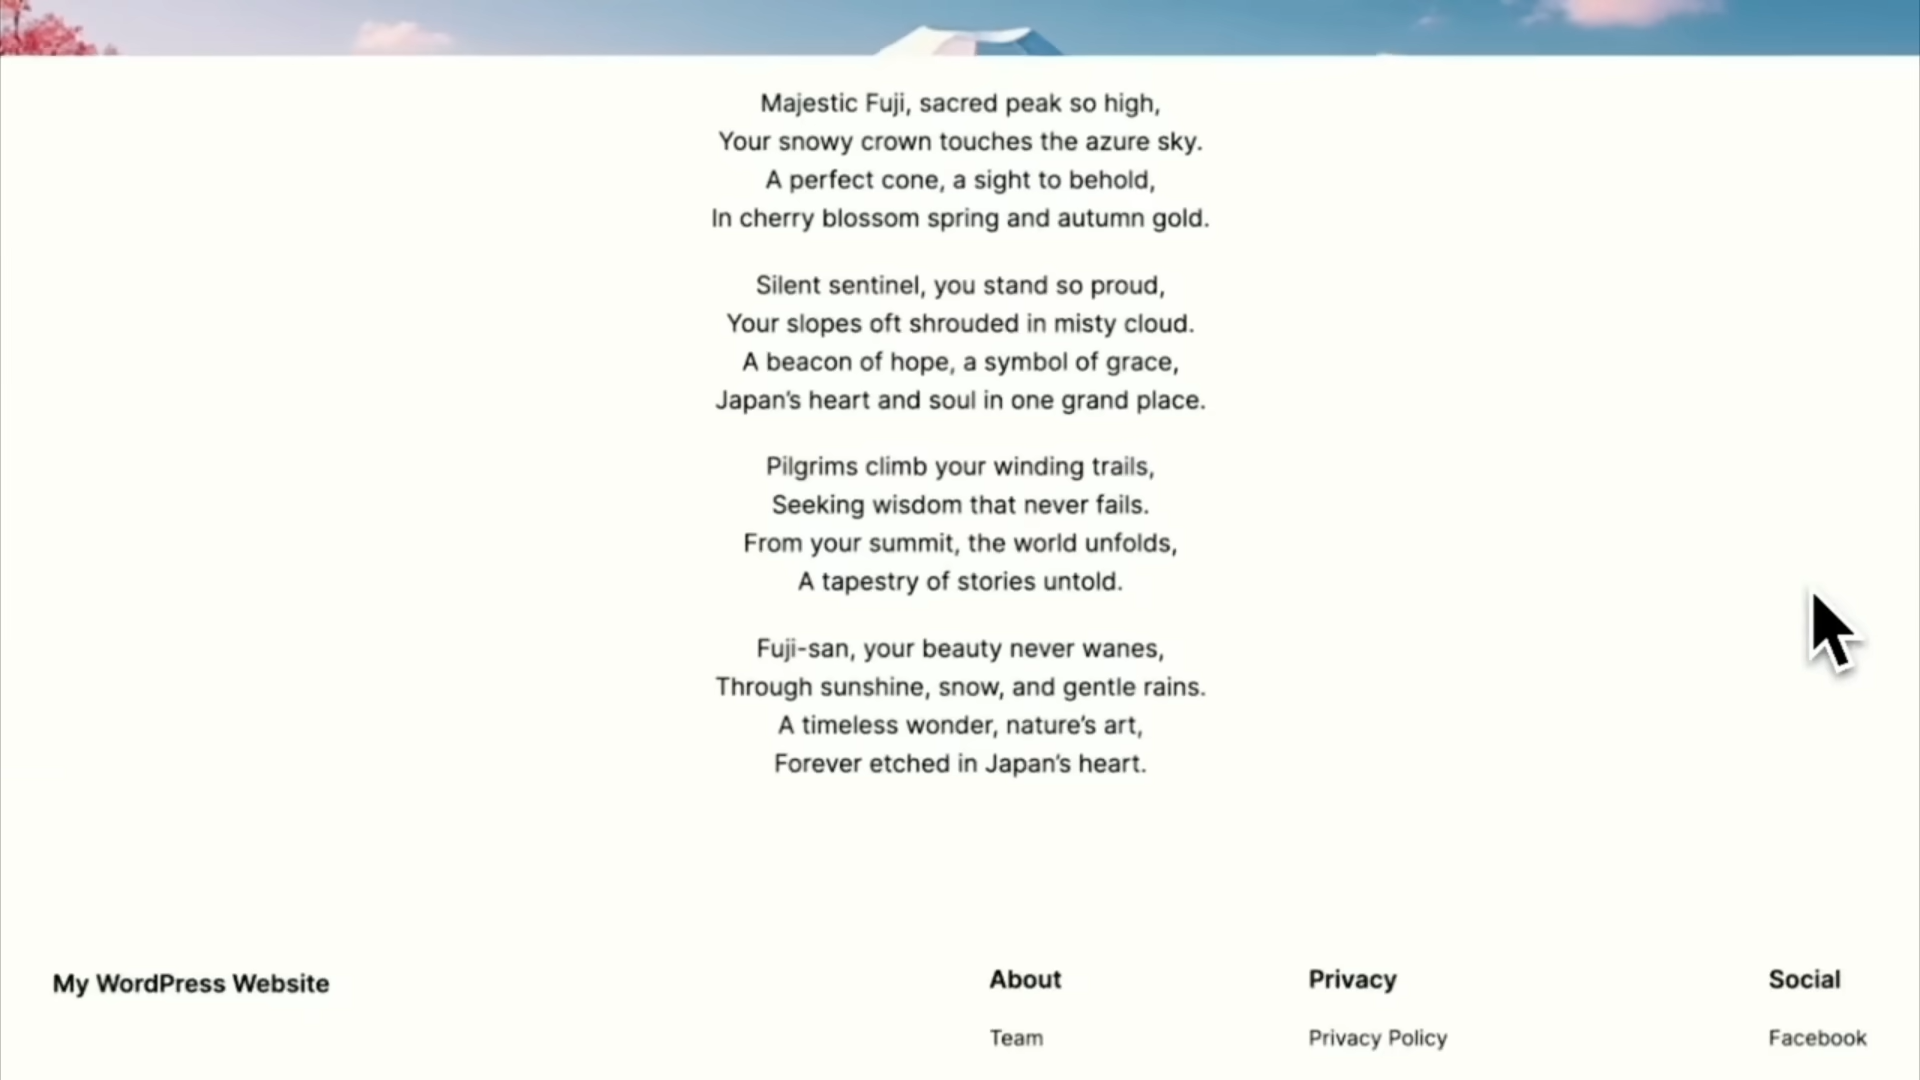 Majestic Fuji, sacred peak so high,
Your snowy crown touches the azure sky.
A perfect cone, a sight to behold,
In cherry blossom spring and autumn gold.
Silent sentinel, you stand so proud,
Your slopes oft shrouded in misty cloud.
A beacon of hope, a symbol of grace,
Japan’s heart and soul in one grand place.
Pilgrims climb your winding trails,
Seeking wisdom that never fails.
From your summit, the world unfolds,
A tapestry of stories untold.
Fuji-san, your beauty never wanes,
Through sunshine, snow, and gentle rains.
A timeless wonder, nature’s art,
Forever etched in Japan’s heart.
My WordPress Website
About
Team
Privacy
Privacy Policy
Social
Facebook